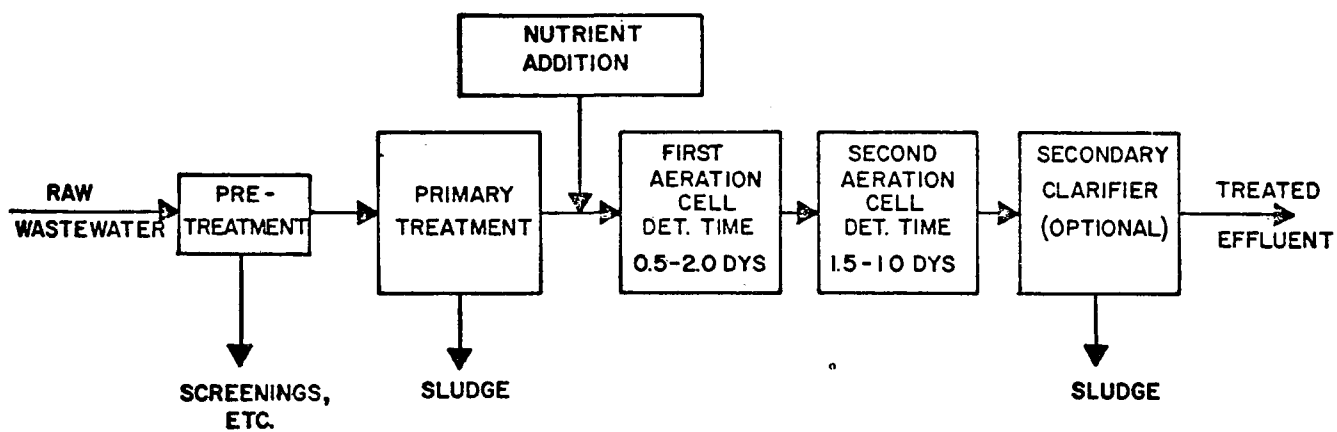 NUTRIENT
ADDITION
RAW
WASTEWATER
PRE-
TREATMENT
PRIMARY
TREATMENT
FIRST
AERATION
CELL
DET. TIME
0.5-2.0 DYS
SECOND
AERATION
CELL
DET. TIME
1.5-10 DYS
SECONDARY
CLARIFIER
(OPTIONAL)
TREATED
EFFLUENT
SCREENINGS,
ETC.
SLUDGE
SLUDGE